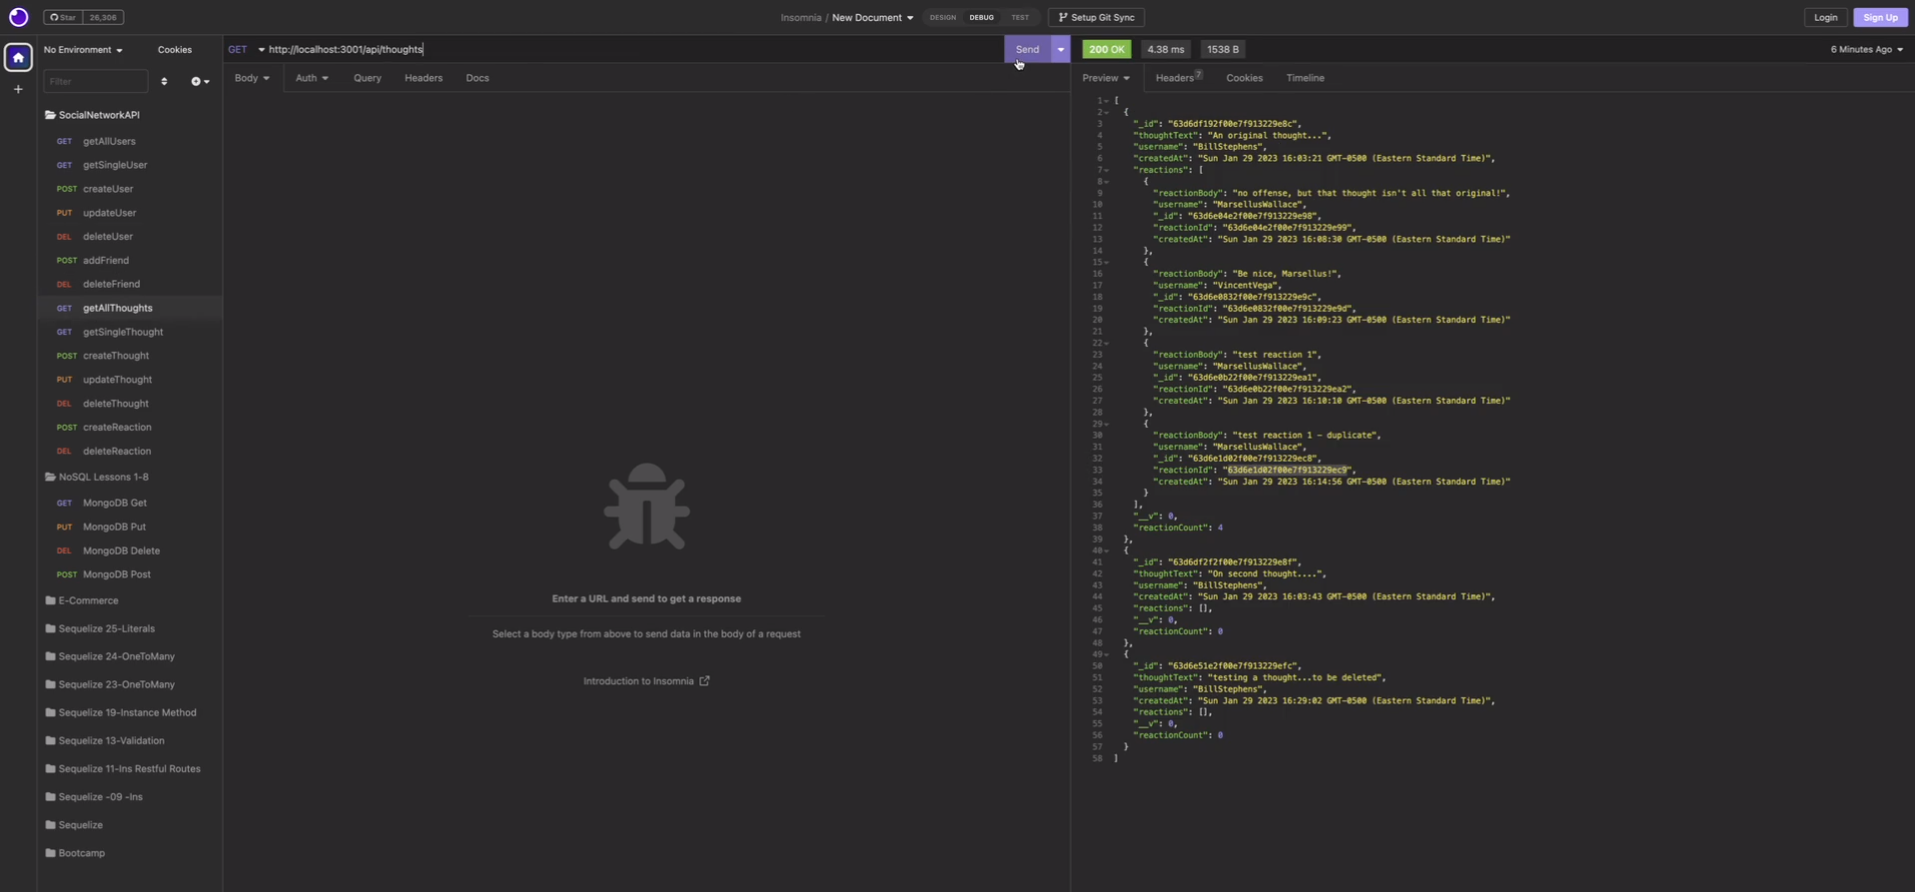 Star 26,306
Insomnia / New Document
DESIGN DEBUG TEST
Setup Git Sync
Login
Sign Up
No Environment
Cookies
GET http://localhost:3001/api/thoughts
Send
200 OK 4.38 ms 1538 B
6 Minutes Ago
Filter
Body Auth Query Headers Docs
Preview Headers 7 Cookies Timeline
SocialNetworkAPI
GET getAllUsers
GET getSingleUser
POST createUser
PUT updateUser
DEL deleteUser
POST addFriend
DEL deleteFriend
GET getAllThoughts
GET getSingleThought
POST createThought
PUT updateThought
DEL deleteThought
POST createReaction
DEL deleteReaction
NoSQL Lessons 1-8
GET MongoDB Get
PUT MongoDB Put
DEL MongoDB Delete
POST MongoDB Post
E-Commerce
Sequelize 25-Literals
Sequelize 24-OneToMany
Sequelize 23-OneToMany
Sequelize 19-Instance Method
Sequelize 13-Validation
Sequelize 11-Ins Restful Routes
Sequelize -09 -Ins
Sequelize
Bootcamp
Enter a URL and send to get a response
Select a body type from above to send data in the body of a request
Introduction to Insomnia
1 [
2 {
3 "_id": "63d6df192f00e7f913229e8c",
4 "thoughtText": "An original thought...",
5 "username": "BillStephens",
6 "createdAt": "Sun Jan 29 2023 16:03:21 GMT-0500 (Eastern Standard Time)",
7 "reactions": [
8 {
9 "reactionBody": "no offense, but that thought isn't all that original!",
10 "username": "MarsellusWallace",
11 "_id": "63d6e04e2f00e7f913229e98",
12 "reactionId": "63d6e04e2f00e7f913229e99",
13 "createdAt": "Sun Jan 29 2023 16:08:30 GMT-0500 (Eastern Standard Time)"
14 },
15 {
16 "reactionBody": "Be nice, Marsellus!",
17 "username": "VincentVega",
18 "_id": "63d6e0832f00e7f913229e9c",
19 "reactionId": "63d6e0832f00e7f913229e9d",
20 "createdAt": "Sun Jan 29 2023 16:09:23 GMT-0500 (Eastern Standard Time)"
21 },
22 {
23 "reactionBody": "test reaction 1",
24 "username": "MarsellusWallace",
25 "_id": "63d6e0b22f00e7f913229ea1",
26 "reactionId": "63d6e0b22f00e7f913229ea2",
27 "createdAt": "Sun Jan 29 2023 16:10:10 GMT-0500 (Eastern Standard Time)"
28 },
29 {
30 "reactionBody": "test reaction 1 - duplicate",
31 "username": "MarsellusWallace",
32 "_id": "63d6e1d02f00e7f913229ec8",
33 "reactionId": "63d6e1d02f00e7f913229ec9",
34 "createdAt": "Sun Jan 29 2023 16:14:56 GMT-0500 (Eastern Standard Time)"
35 }
36 ],
37 "__v": 0,
38 "reactionCount": 4
39 },
40 {
41 "_id": "63d6df2f2f00e7f913229e8f",
42 "thoughtText": "On second thought....",
43 "username": "BillStephens",
44 "createdAt": "Sun Jan 29 2023 16:03:43 GMT-0500 (Eastern Standard Time)",
45 "reactions": [],
46 "__v": 0,
47 "reactionCount": 0
48 },
49 {
50 "_id": "63d6e51e2f00e7f913229efc",
51 "thoughtText": "testing a thought...to be deleted",
52 "username": "BillStephens",
53 "createdAt": "Sun Jan 29 2023 16:29:02 GMT-0500 (Eastern Standard Time)",
54 "reactions": [],
55 "__v": 0,
56 "reactionCount": 0
57 }
58 ]